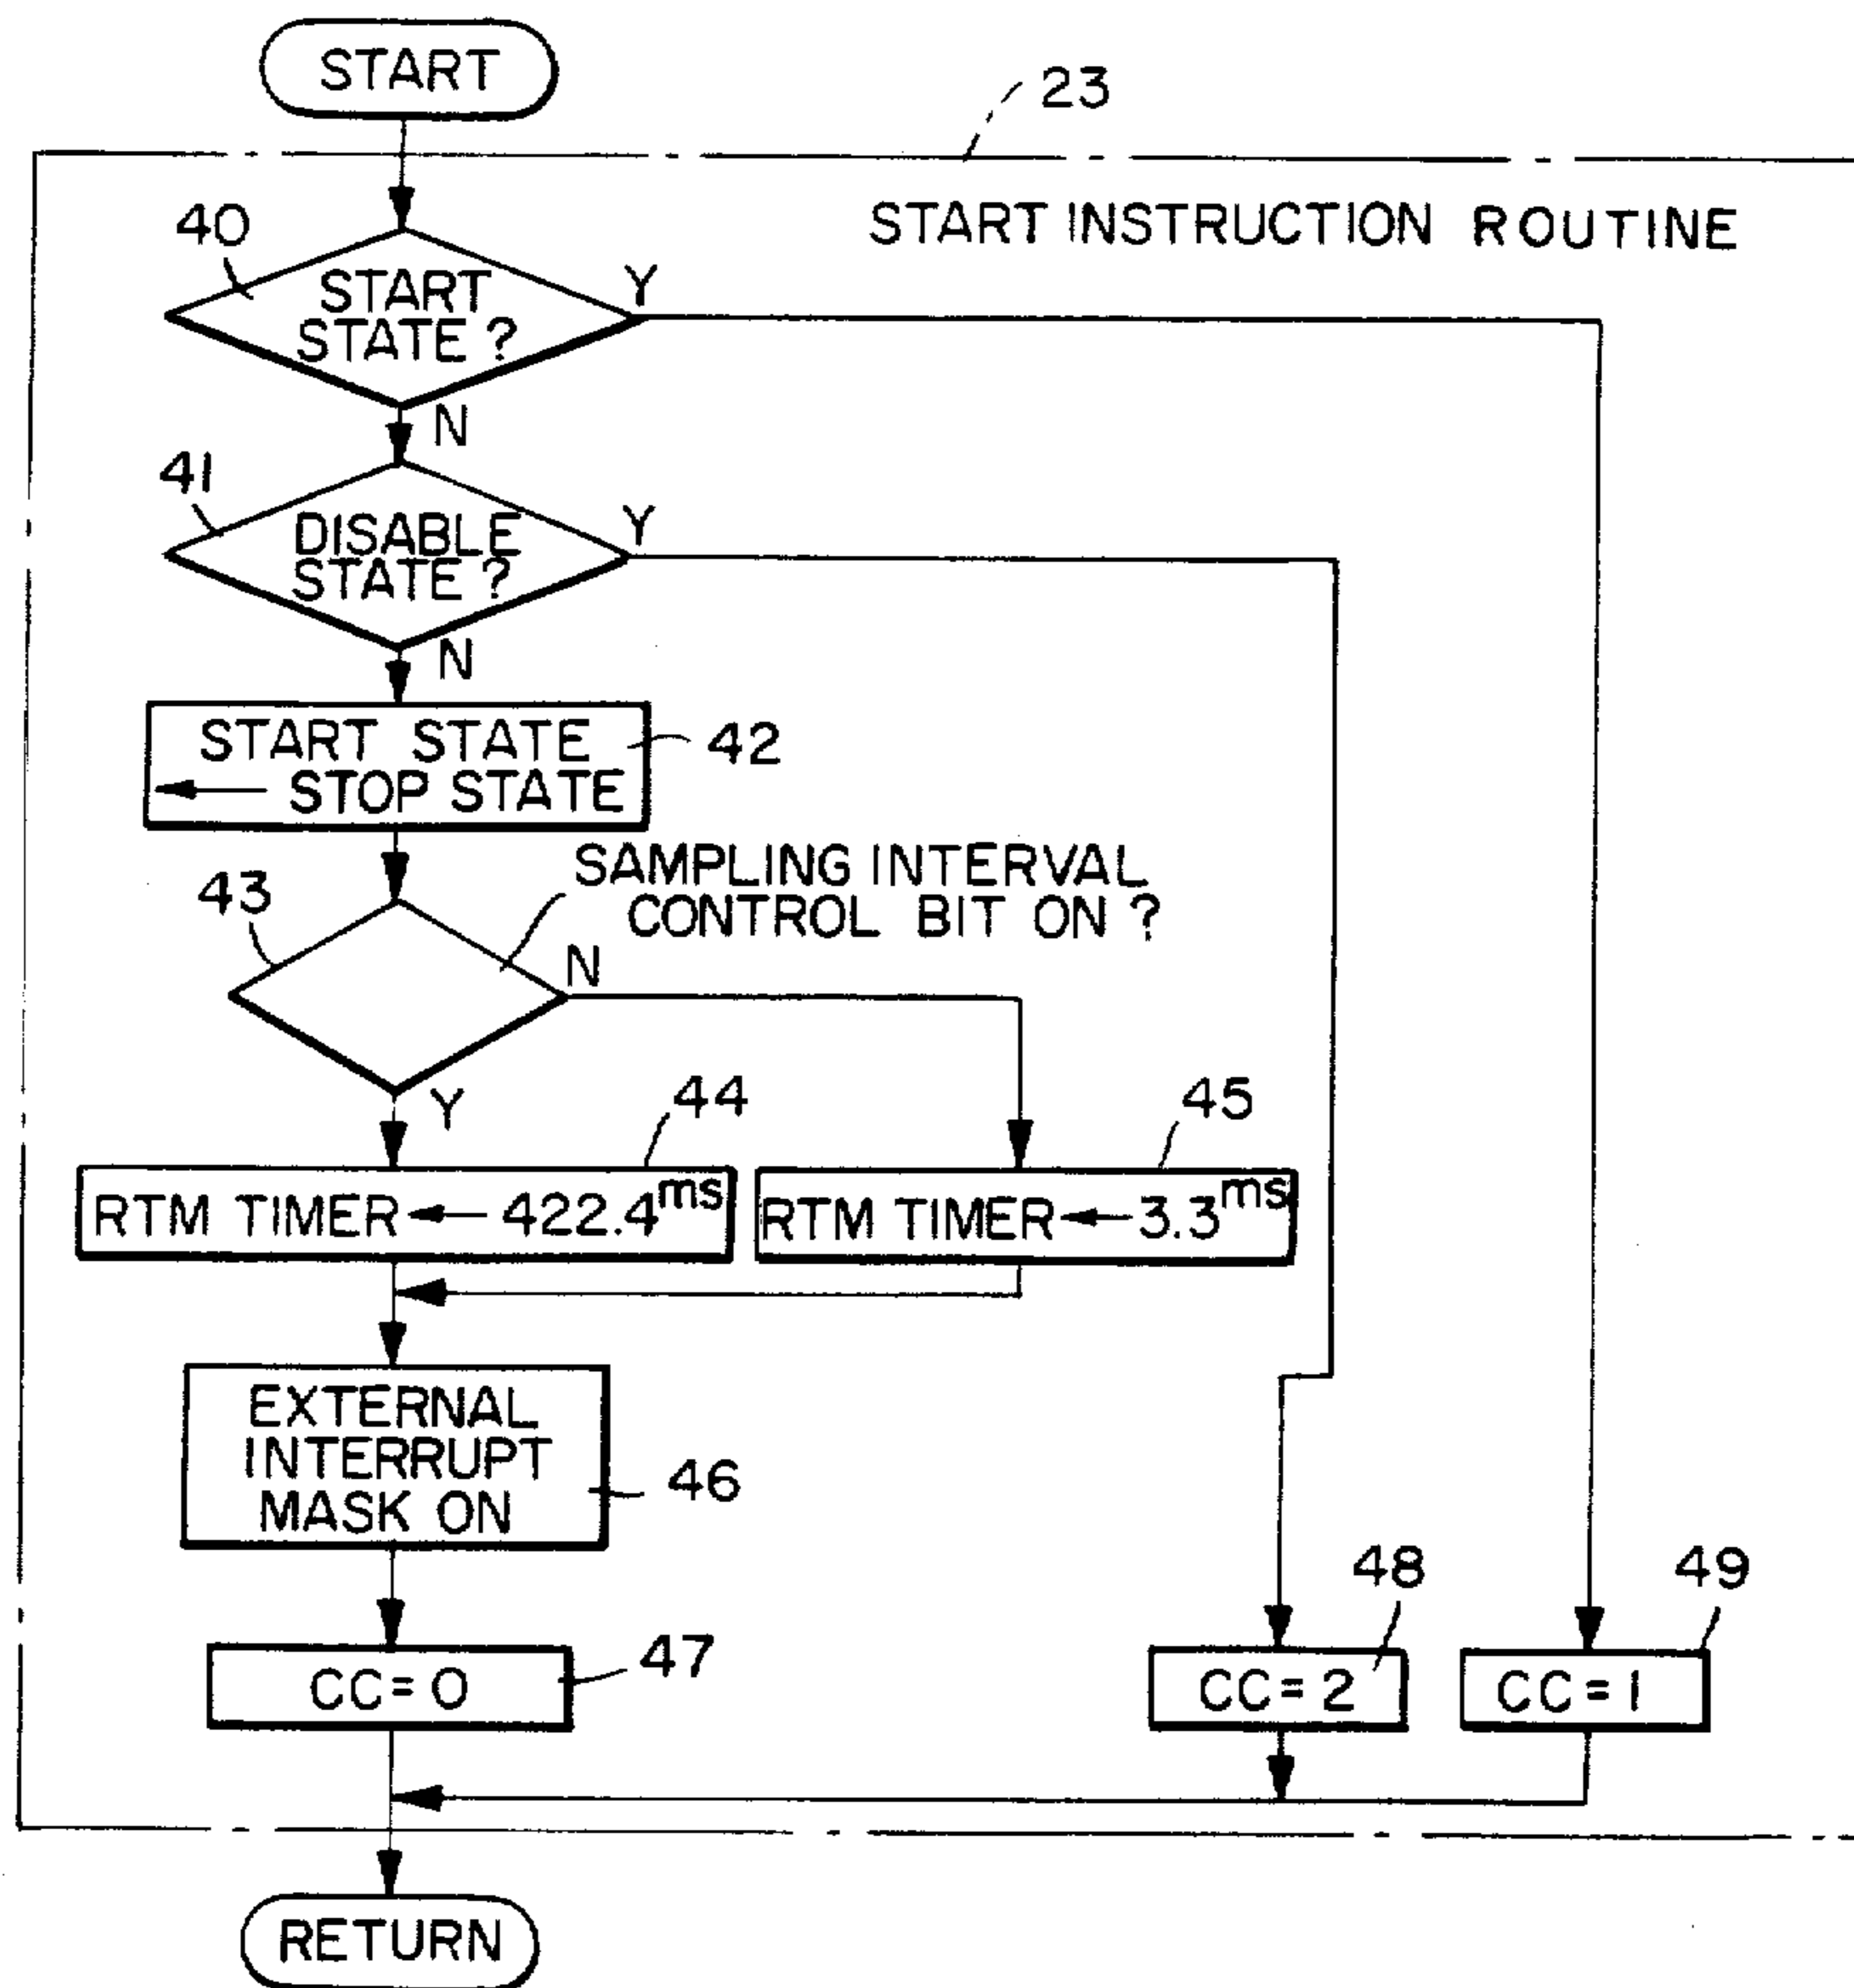 START
23
START INSTRUCTION ROUTINE
40
START
STATE ?
Y
N
41
DISABLE
STATE ?
Y
N
START STATE
← STOP STATE
42
43
SAMPLING INTERVAL
CONTROL BIT ON ?
N
Y
44
45
RTM TIMER ← 422.4ms
RTM TIMER ← 3.3ms
EXTERNAL
INTERRUPT
MASK ON
46
47
48
49
CC = 0
CC = 2
CC = 1
RETURN